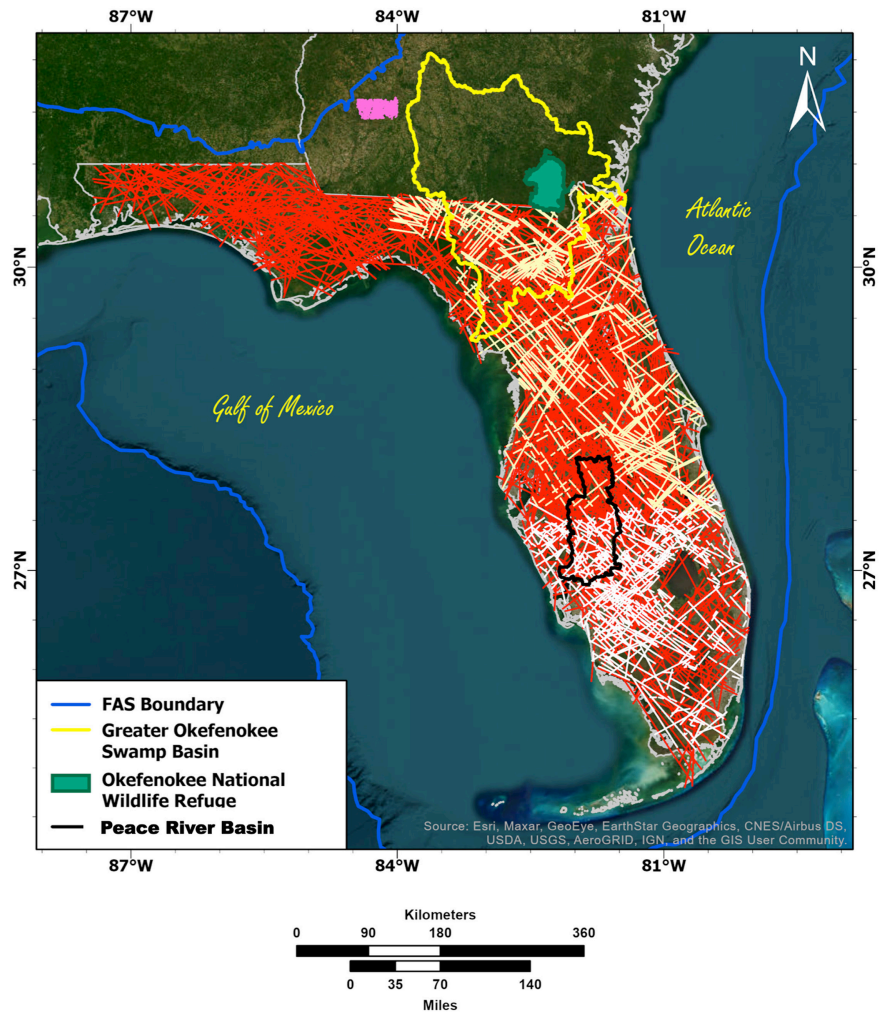 87°W 84°W 81°W
N
Atlantic
Ocean
30°N 30°N
Gulf of Mexico
27°N 27°N
FAS Boundary
Greater Okefenokee
Swamp Basin
Okefenokee National
Wildlife Refuge
Peace River Basin
Source: Esri, Maxar, GeoEye, EarthStar Geographics, CNES/Airbus DS,
USDA, USGS, AeroGRID, IGN, and the GIS User Community.
87°W 84°W 81°W
Kilometers
0 90 180 360
0 35 70 140
Miles